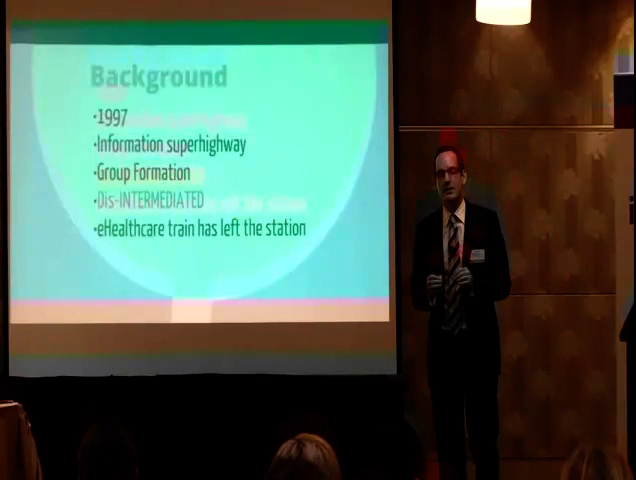 Background
•1997
•Information superhighway
•Group Formation
•Dis-INTERMEDIATED
•eHealthcare train has left the station